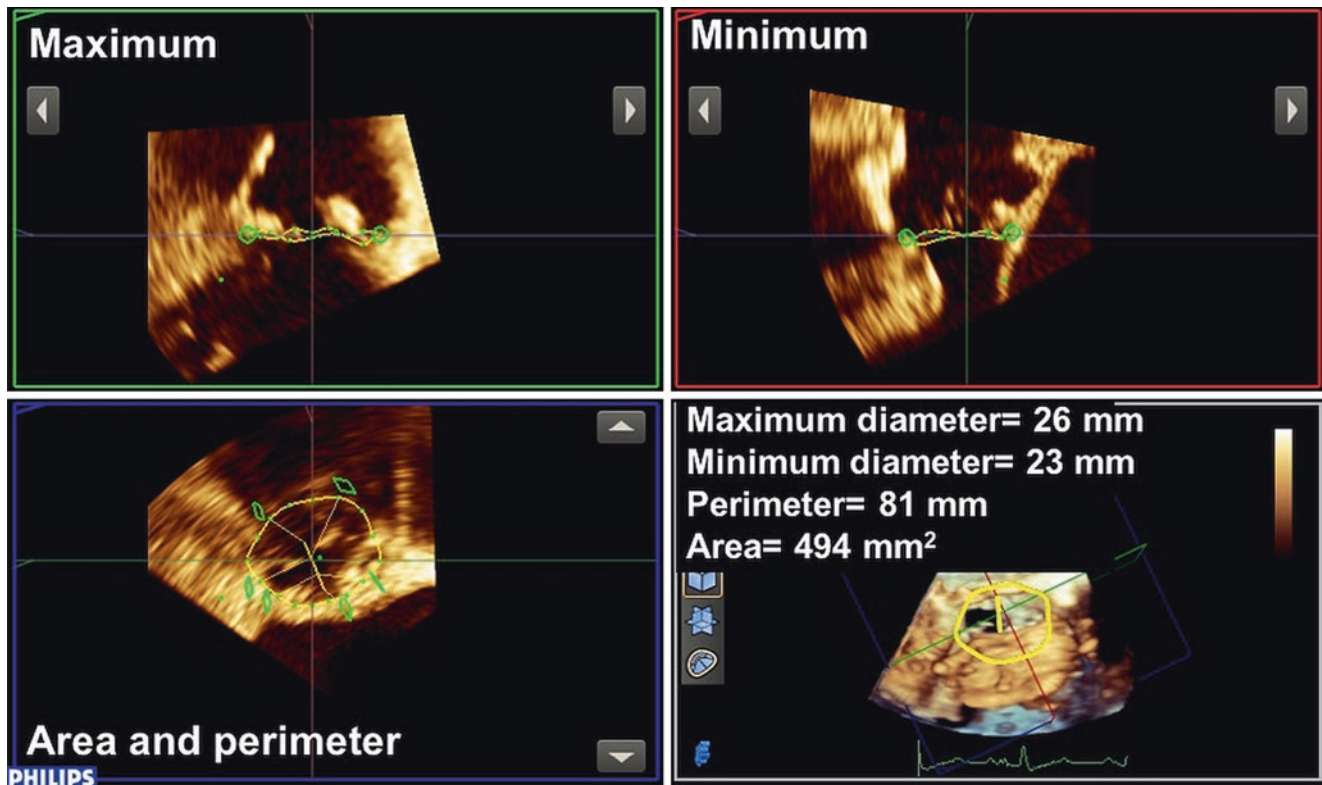 Maximum
Minimum
Area and perimeter
PHILIPS
Maximum diameter= 26 mm
Minimum diameter= 23 mm
Perimeter= 81 mm
Area= 494 mm²